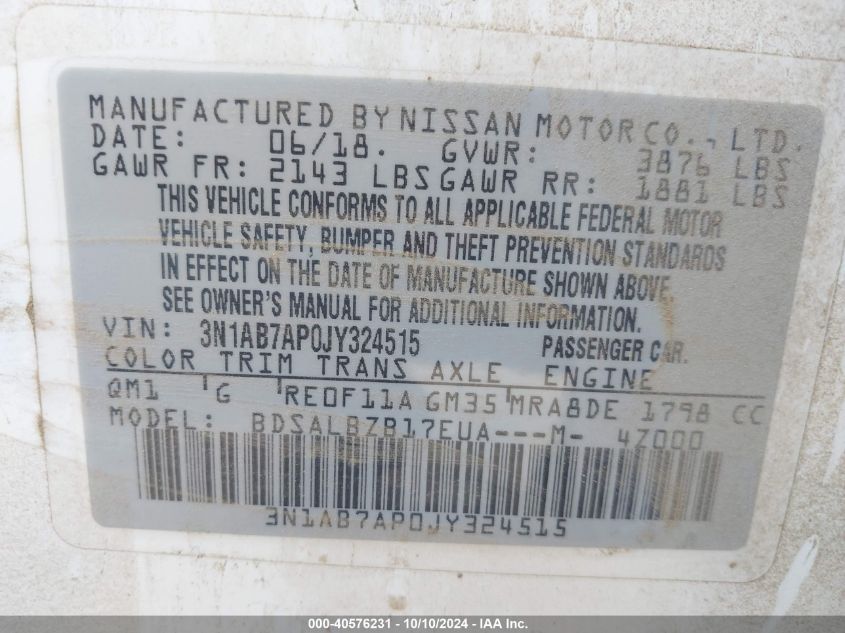 MANUFACTURED BY NISSAN MOTOR CO., LTD.
DATE: 06/18. GVWR: 3876 LBS
GAWR FR: 2143 LBS GAWR RR: 1881 LBS
THIS VEHICLE CONFORMS TO ALL APPLICABLE FEDERAL MOTOR
VEHICLE SAFETY, BUMPER AND THEFT PREVENTION STANDARDS
IN EFFECT ON THE DATE OF MANUFACTURE SHOWN ABOVE.
SEE OWNER'S MANUAL FOR ADDITIONAL INFORMATION.
VIN: 3N1AB7AP0JY324515 PASSENGER CAR.
COLOR TRIM TRANS AXLE ENGINE
QM1 G RE0F11A GM35 MRA8DE 1798 CC
MODEL: BDSALBZB17EUA---M- 4Z000
3N1AB7AP0JY324515
000-40576231 - 10/10/2024 - IAA Inc.